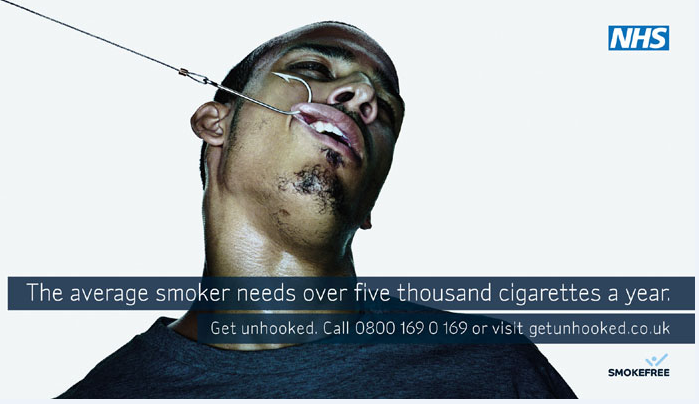 NHS
The average smoker needs over five thousand cigarettes a year.
Get unhooked. Call 0800 169 0 169 or visit getunhooked.co.uk
SMOKEFREE